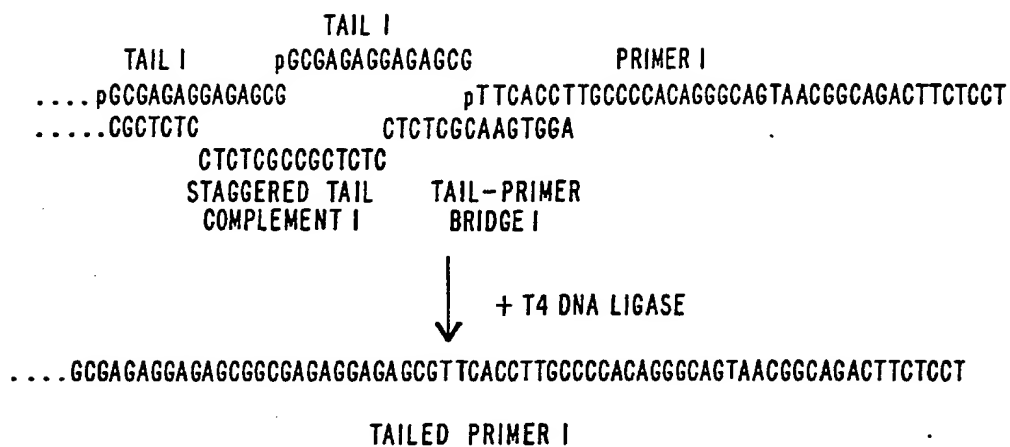 TAIL I
TAIL I pGCGAGAGGAGAGCG PRIMER I
....pGCGAGAGGAGAGCG pTTCACCTTGCCCCACAGGGCAGTAACGGCAGACTTCTCCT
.....CGCTCTC CTCTCGCAAGTGGA
CTCTCGCCGCTCTC
STAGGERED TAIL TAIL-PRIMER
COMPLEMENT I BRIDGE I
+ T4 DNA LIGASE
....GCGAGAGGAGAGCGGCGAGAGGAGAGCGTTCACCTTGCCCCACAGGGCAGTAACGGCAGACTTCTCCT
TAILED PRIMER I